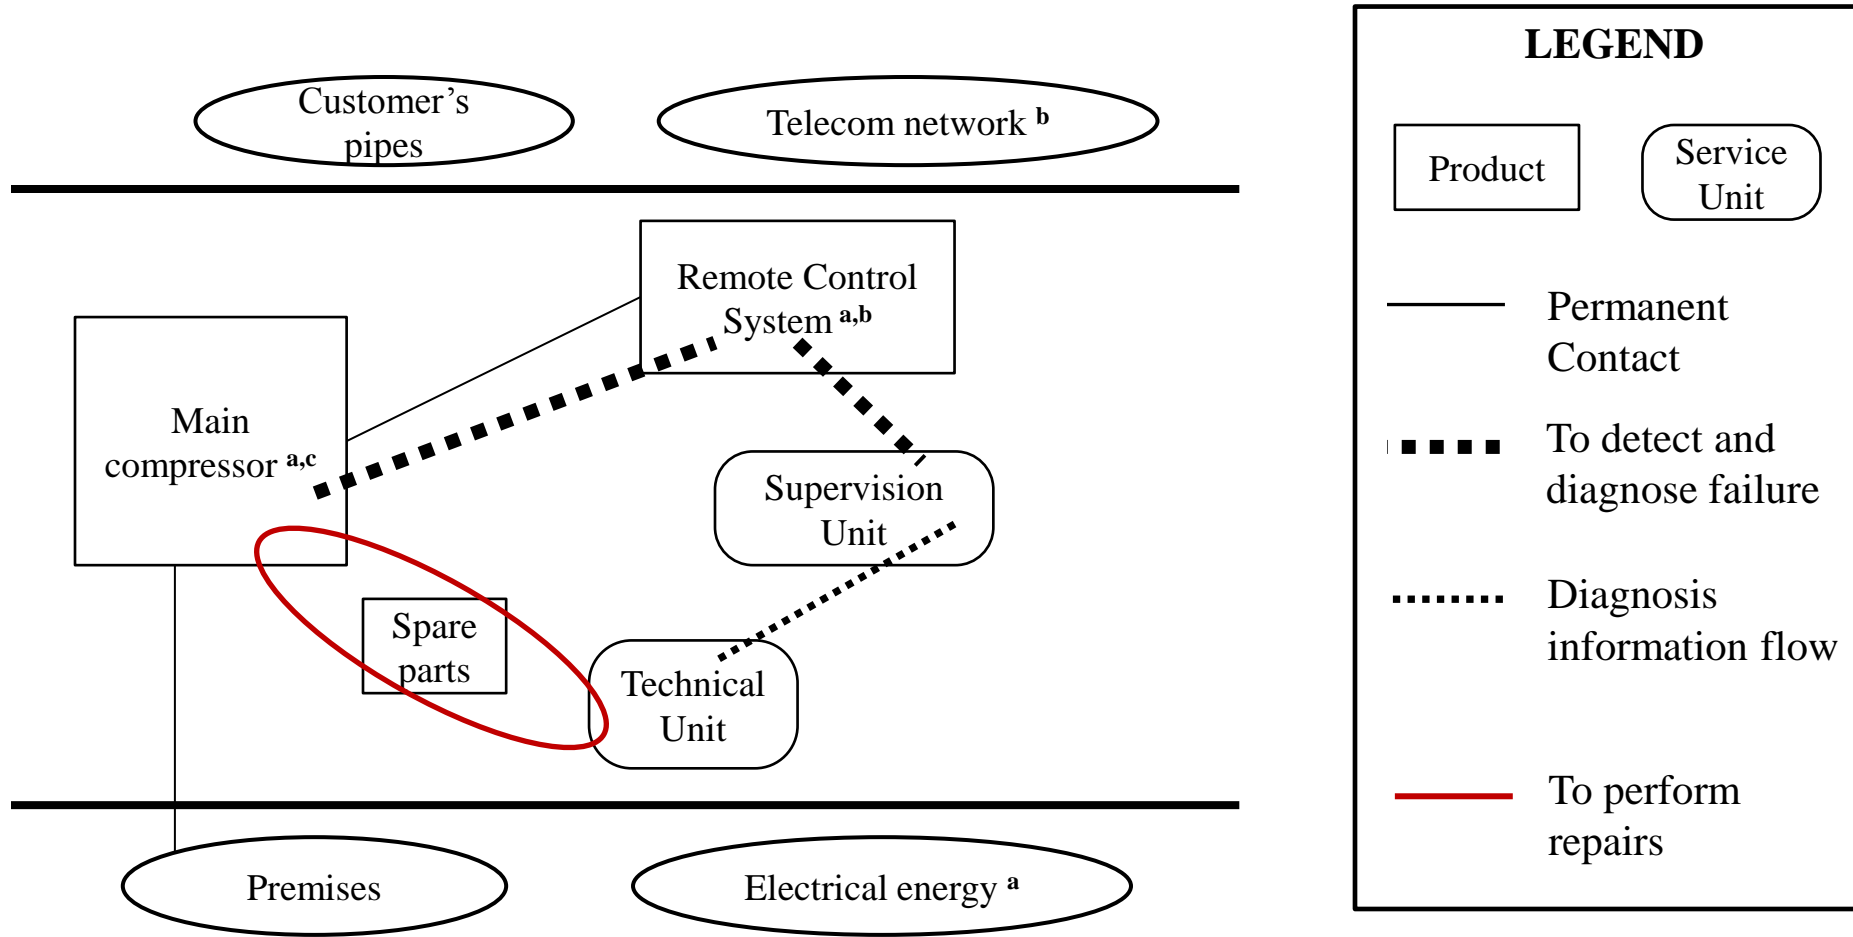 Customer’s
pipes
Telecom network b
Remote Control
System a,b
Main
compressor a,c
Supervision
Unit
Spare
parts
Technical
Unit
Premises
Electrical energy a
LEGEND
Product
Service
Unit
Permanent
Contact
To detect and
diagnose failure
Diagnosis
information flow
To perform
repairs